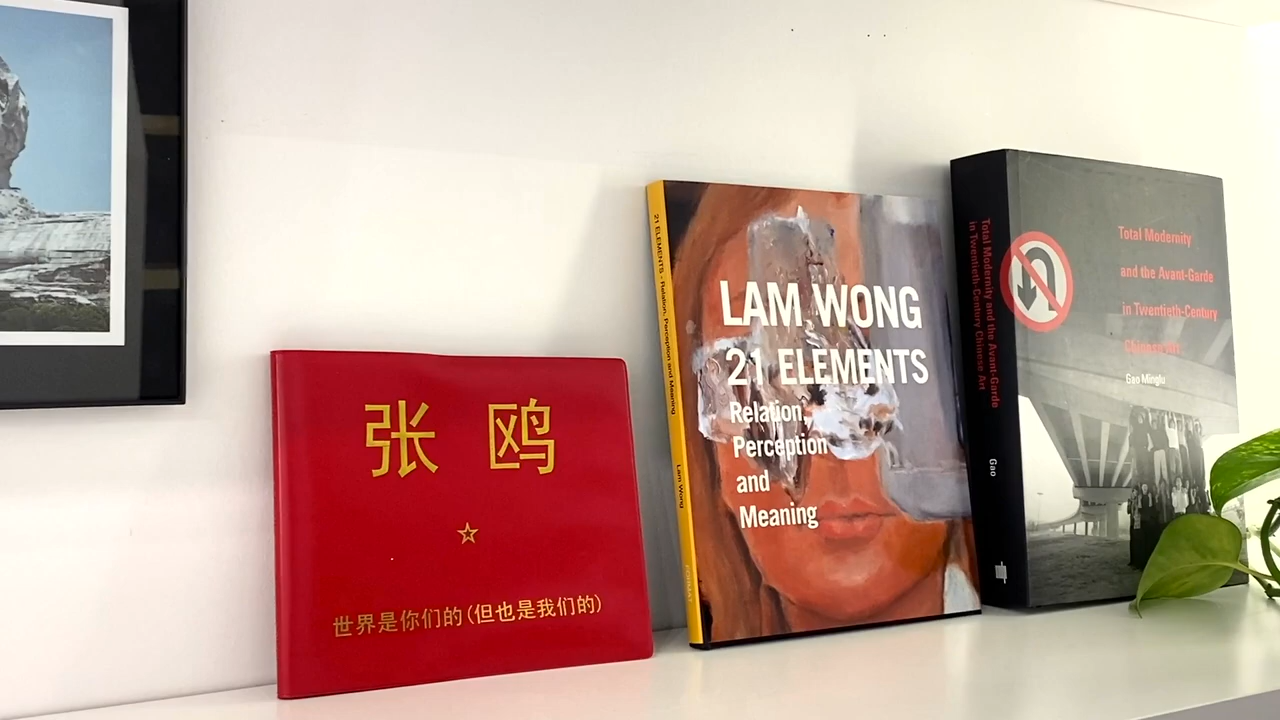 张 鸥
世界是你们的(但也是我们的)
21 ELEMENTS - Relation, Perception and Meaning
Lam Wong
LAM WONG
21 ELEMENTS
Relation,
Perception
and
Meaning
Total Modernity and the Avant-Garde
in Twentieth-Century Chinese Art
Gao
Total Modernity
and the Avant-Garde
in Twentieth-Century
Chinese Art
Gao Minglu